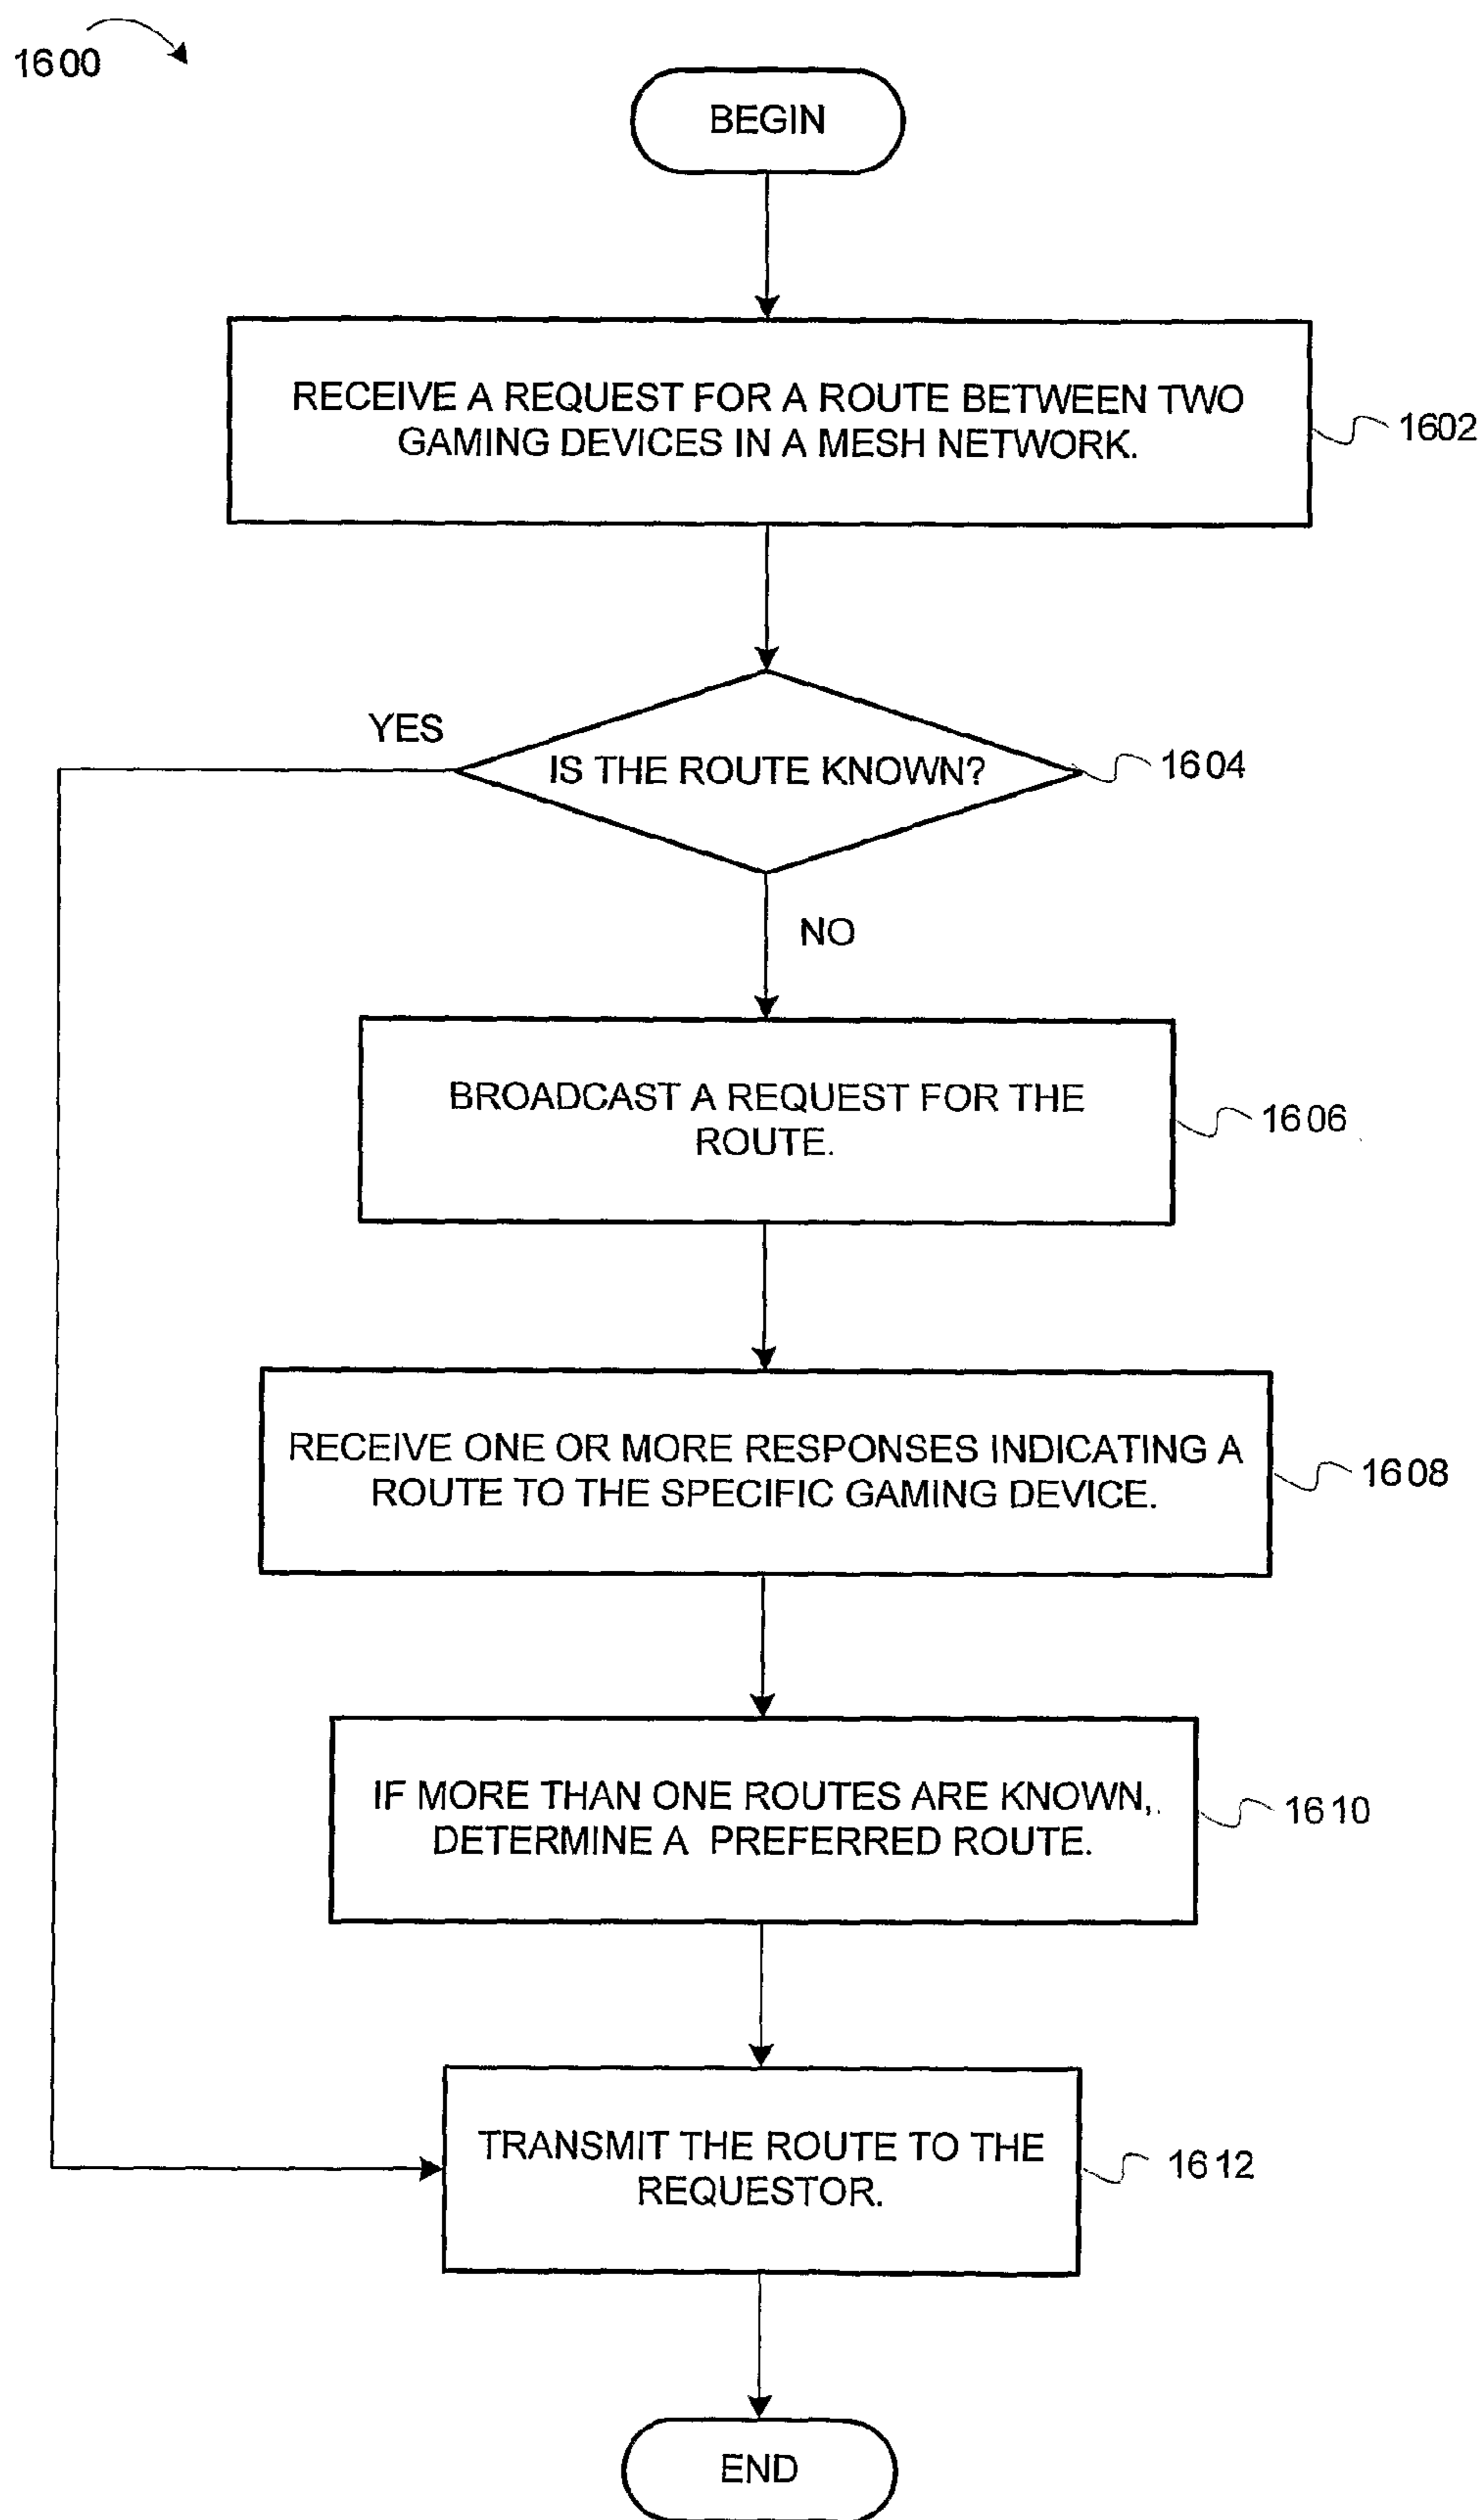 1600
BEGIN
RECEIVE A REQUEST FOR A ROUTE BETWEEN TWO
GAMING DEVICES IN A MESH NETWORK.
1602
YES
IS THE ROUTE KNOWN?
1604
NO
BROADCAST A REQUEST FOR THE
ROUTE.
1606
RECEIVE ONE OR MORE RESPONSES INDICATING A
ROUTE TO THE SPECIFIC GAMING DEVICE.
1608
IF MORE THAN ONE ROUTES ARE KNOWN,
DETERMINE A PREFERRED ROUTE.
1610
TRANSMIT THE ROUTE TO THE
REQUESTOR.
1612
END